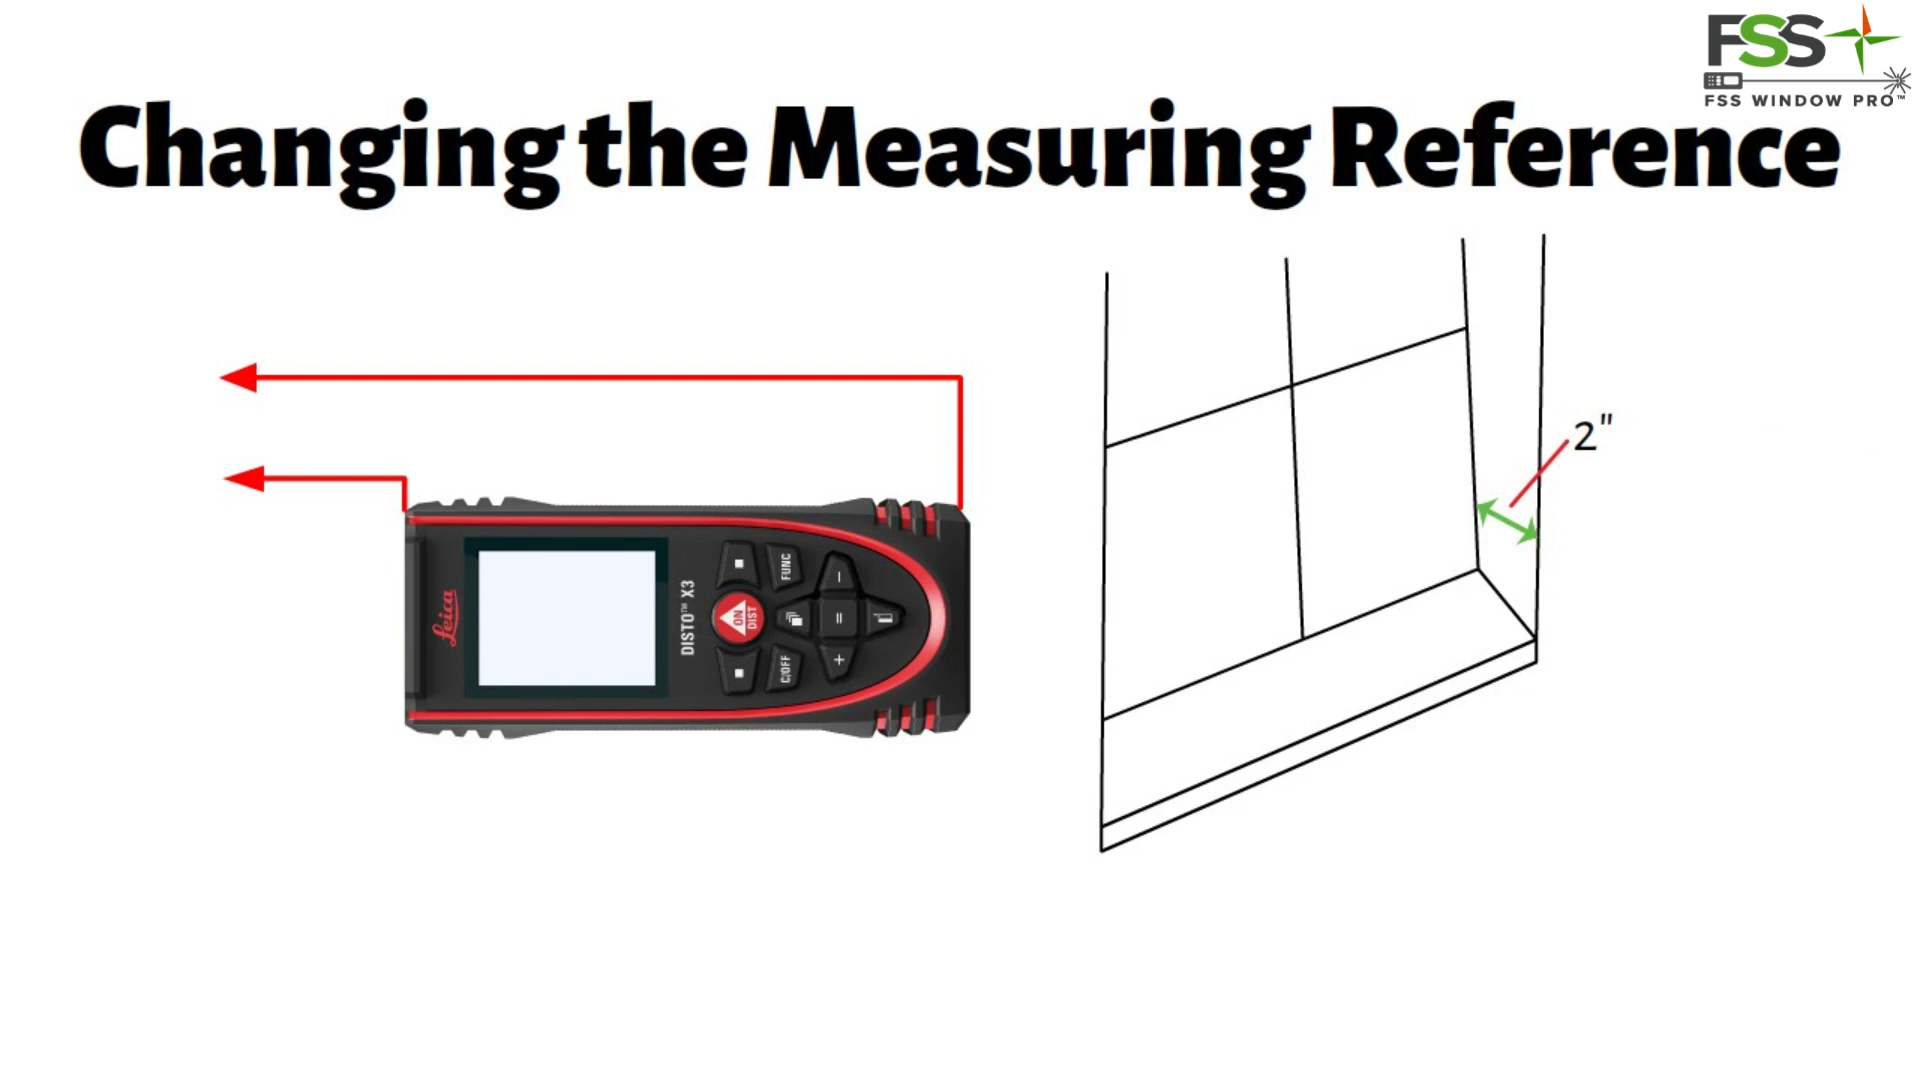 FSS
FSS WINDOW PRO™
Changing the Measuring Reference
2"
Leica
DISTO™ X3
FUNC
ON
DIST
C/OFF
−
=
+